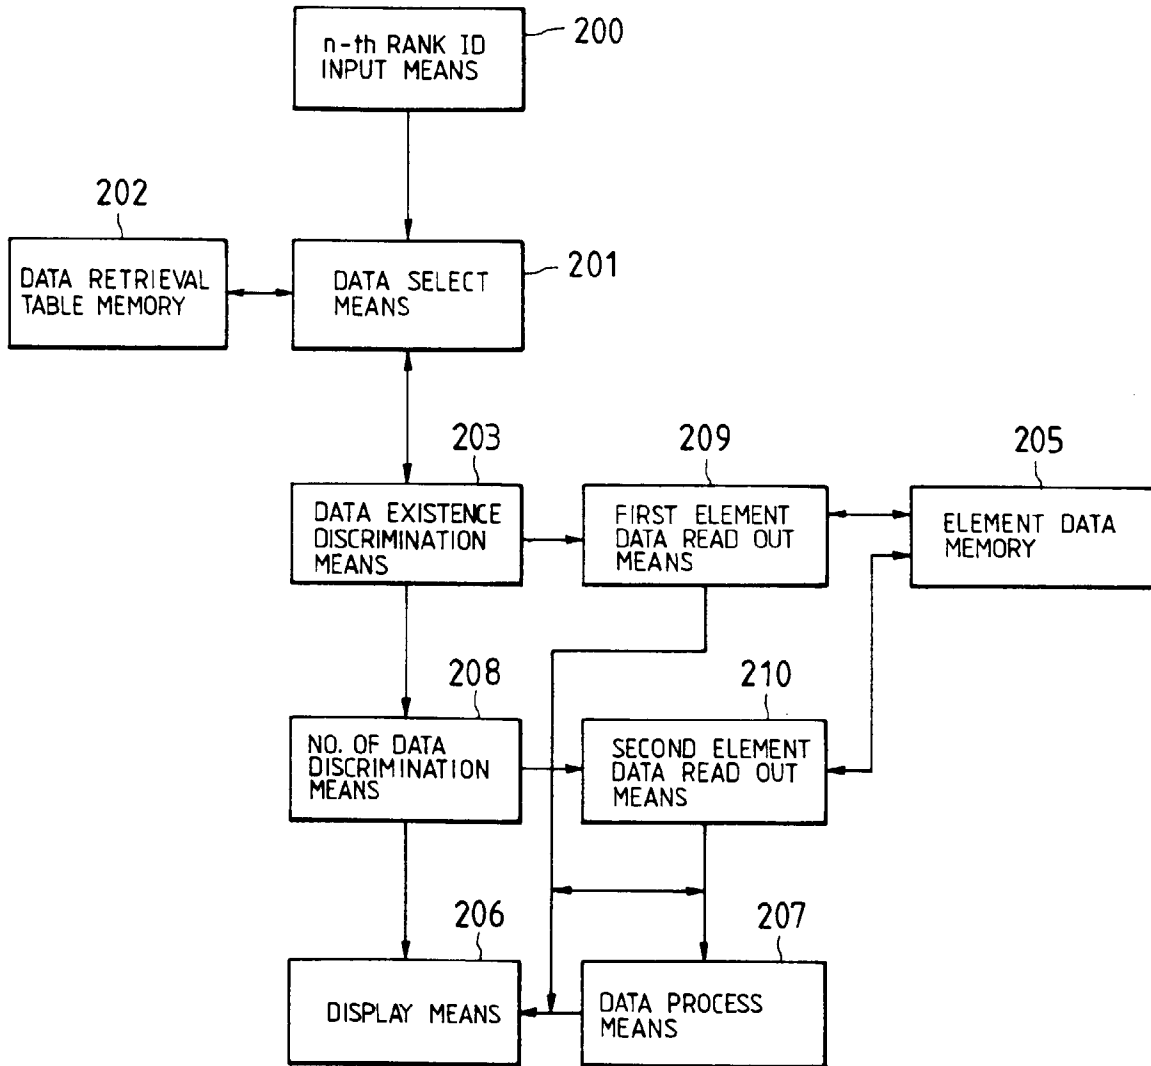 n-th RANK ID
INPUT MEANS
200
202
DATA RETRIEVAL
TABLE MEMORY
DATA SELECT
MEANS
201
203
DATA EXISTENCE
DISCRIMINATION
MEANS
209
FIRST ELEMENT
DATA READ OUT
MEANS
205
ELEMENT DATA
MEMORY
208
NO. OF DATA
DISCRIMINATION
MEANS
210
SECOND ELEMENT
DATA READ OUT
MEANS
206
DISPLAY MEANS
207
DATA PROCESS
MEANS